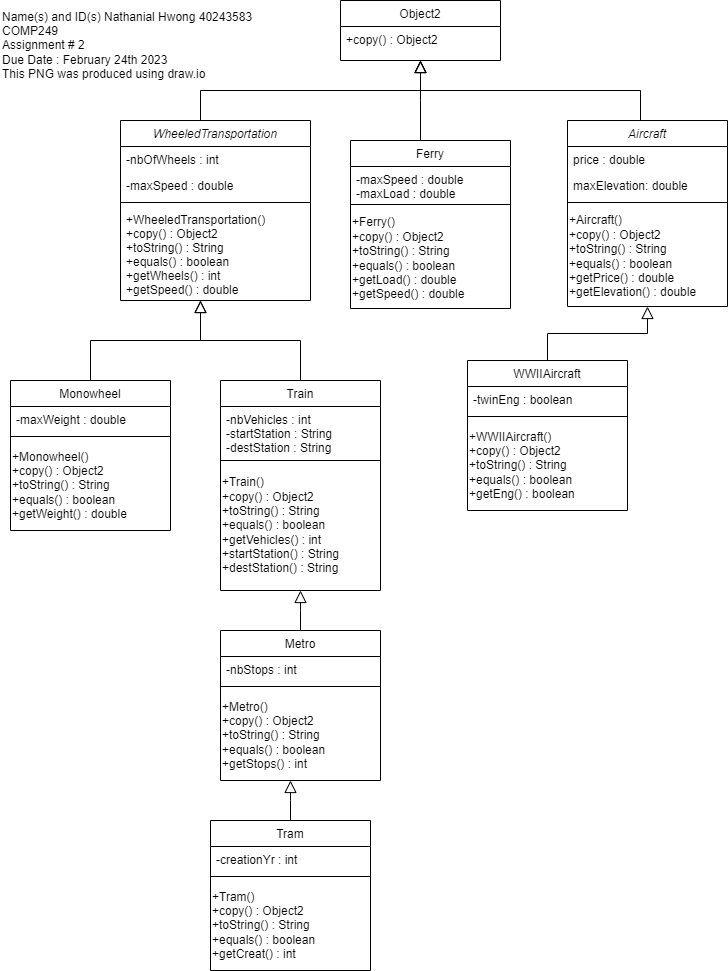 Name(s) and ID(s) Nathanial Hwong 40243583
COMP249
Assignment # 2
Due Date : February 24th 2023
This PNG was produced using draw.io
Object2
+copy() : Object2
WheeledTransportation
-nbOfWheels : int
-maxSpeed : double
+WheeledTransportation()
+copy() : Object2
+toString() : String
+equals() : boolean
+getWheels() : int
+getSpeed() : double
Ferry
-maxSpeed : double
-maxLoad : double
+Ferry()
+copy() : Object2
+toString() : String
+equals() : boolean
+getLoad() : double
+getSpeed() : double
Aircraft
price : double
maxElevation: double
+Aircraft()
+copy() : Object2
+toString() : String
+equals() : boolean
+getPrice() : double
+getElevation() : double
Monowheel
-maxWeight : double
+Monowheel()
+copy() : Object2
+toString() : String
+equals() : boolean
+getWeight() : double
Train
-nbVehicles : int
-startStation : String
-destStation : String
+Train()
+copy() : Object2
+toString() : String
+equals() : boolean
+getVehicles() : int
+startStation() : String
+destStation() : String
WWIIAircraft
-twinEng : boolean
+WWIIAircraft()
+copy() : Object2
+toString() : String
+equals() : boolean
+getEng() : boolean
Metro
-nbStops : int
+Metro()
+copy() : Object2
+toString() : String
+equals() : boolean
+getStops() : int
Tram
-creationYr : int
+Tram()
+copy() : Object2
+toString() : String
+equals() : boolean
+getCreat() : int